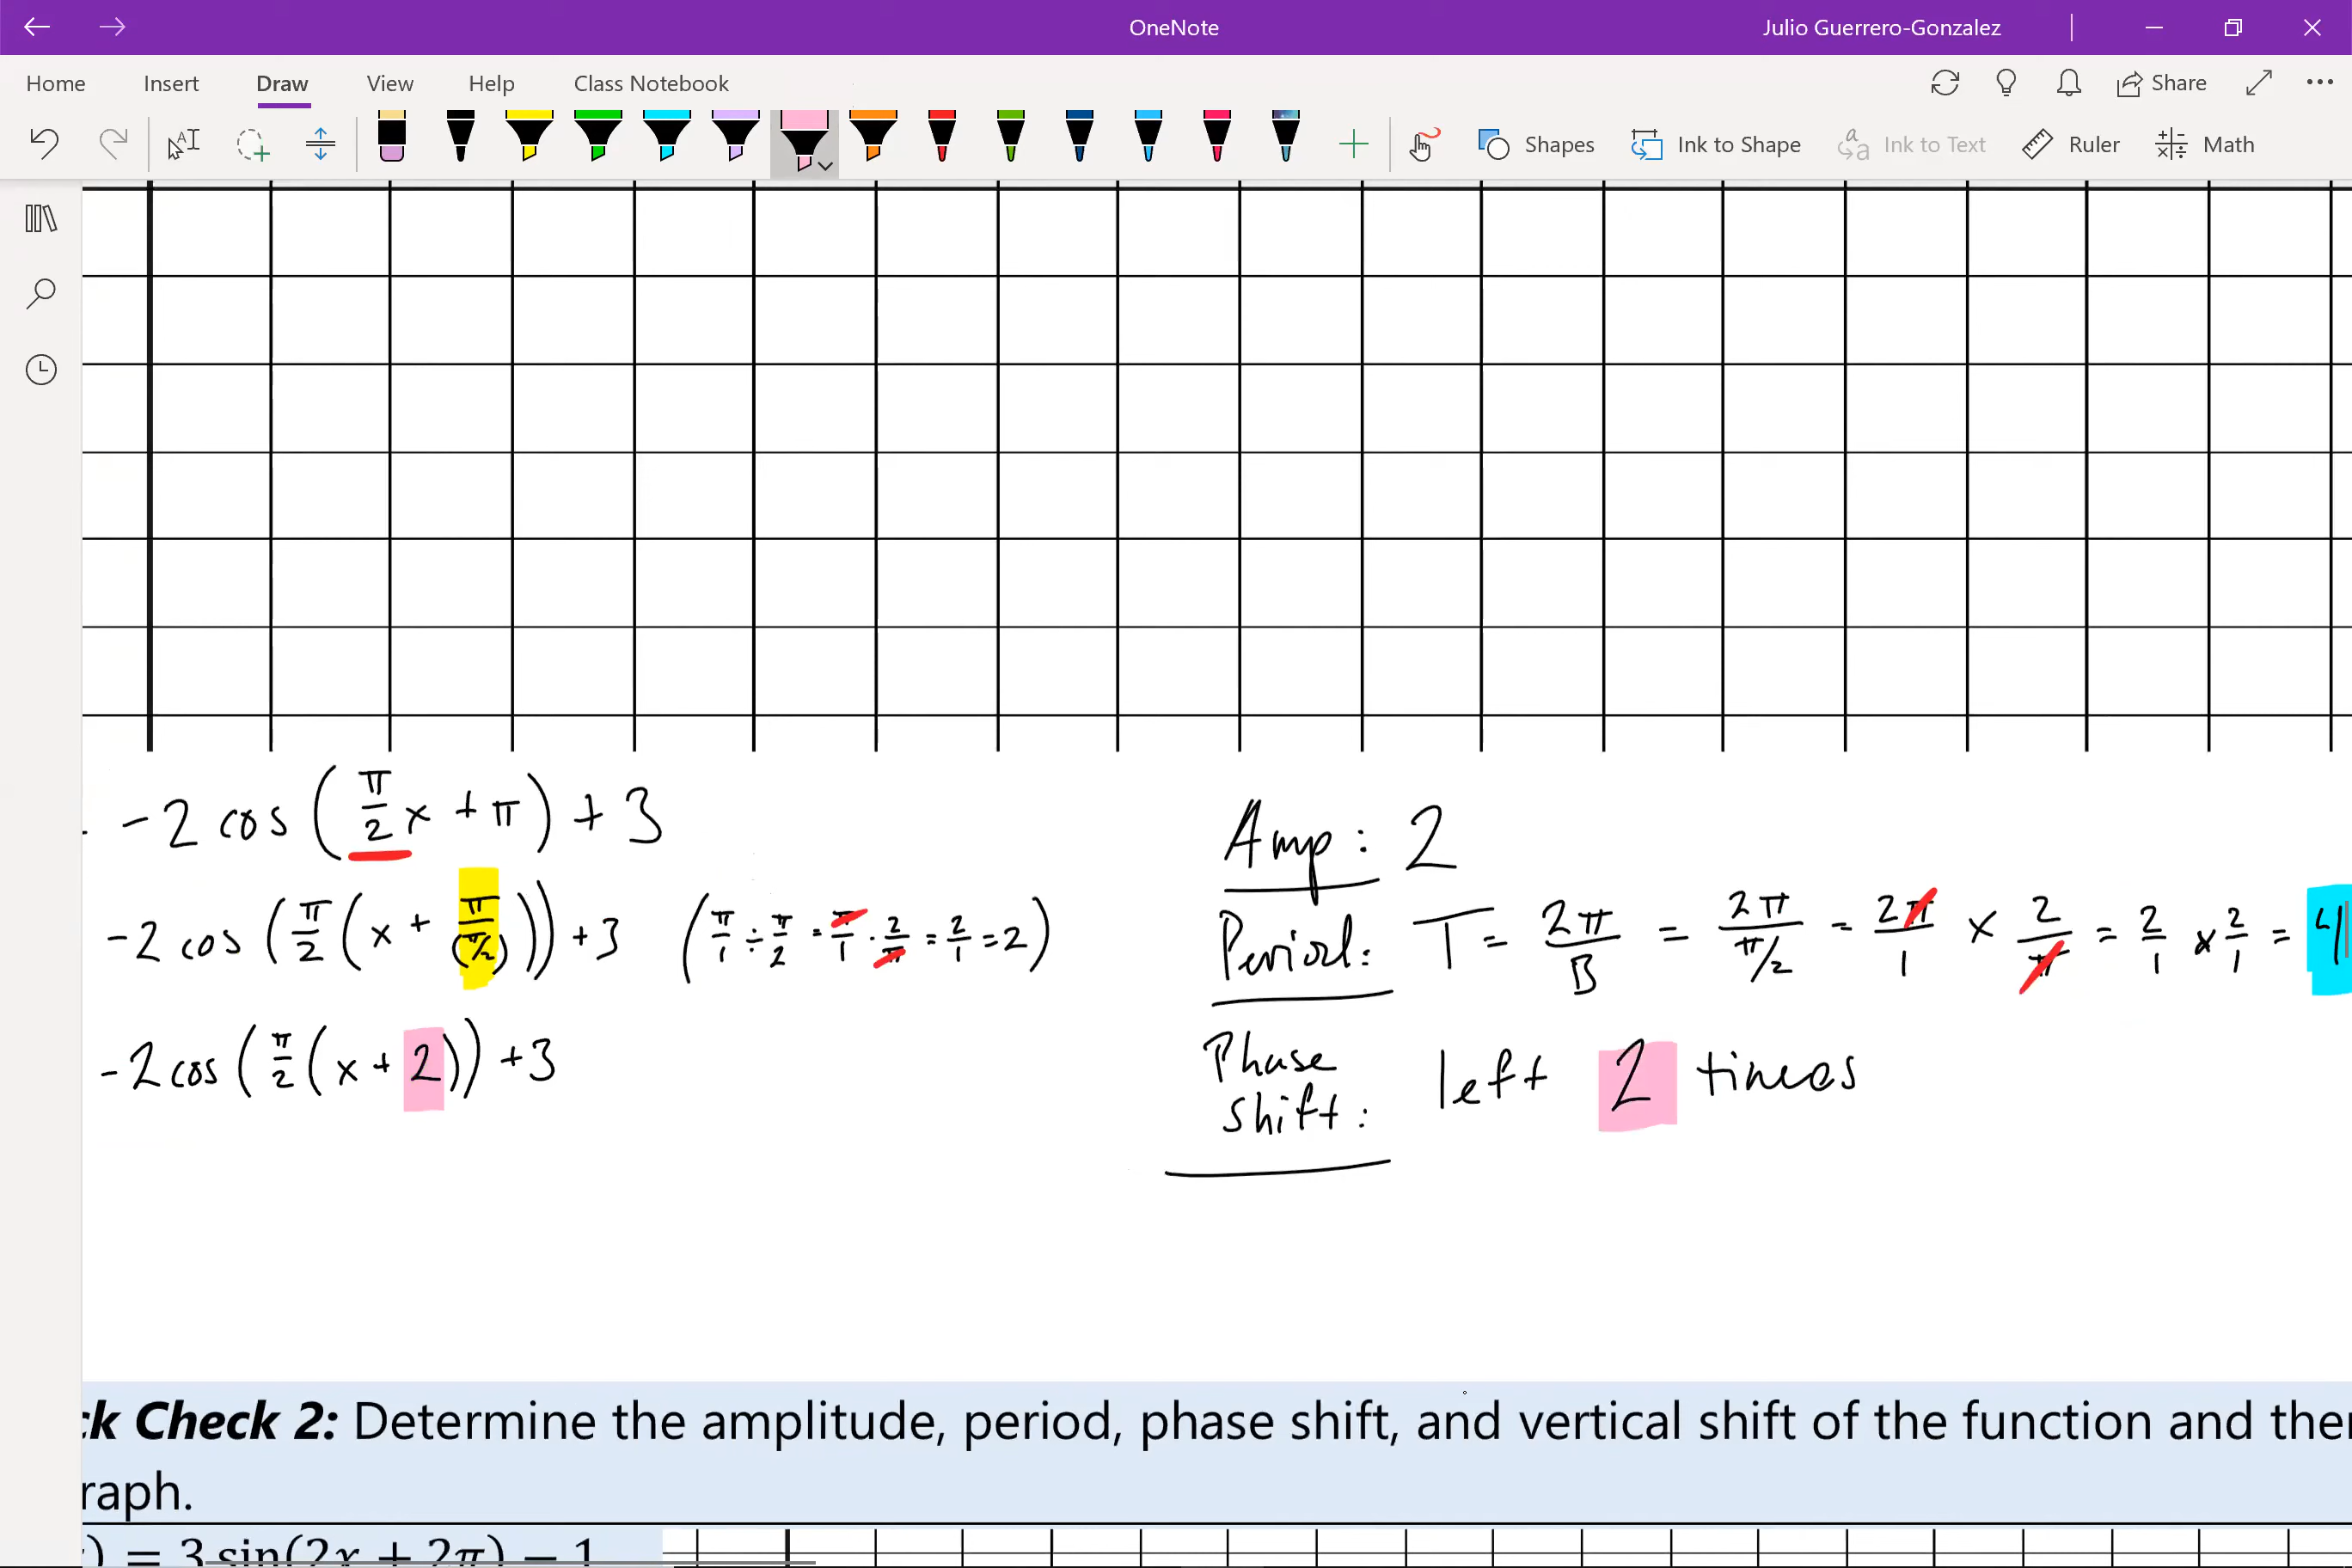 OneNote
Julio Guerrero-Gonzalez
Home Insert Draw View Help Class Notebook Share
Shapes Ink to Shape Ink to Text Ruler Math
-2 cos (π/2 x + π) + 3
-2 cos (π/2 (x + π/(π/2))) + 3 (π/1 ÷ π/2 = π/1 · 2/π = 2/1 = 2)
-2 cos (π/2 (x + 2)) + 3
Amp: 2
Period: T = 2π/B = 2π/π/2 = 2π/1 × 2/π = 2/1 × 2/1 = 4
Phase
Shift: left 2 times
ck Check 2: Determine the amplitude, period, phase shift, and vertical shift of the function and the
raph.
) = 3 sin(2x + 2π) − 1